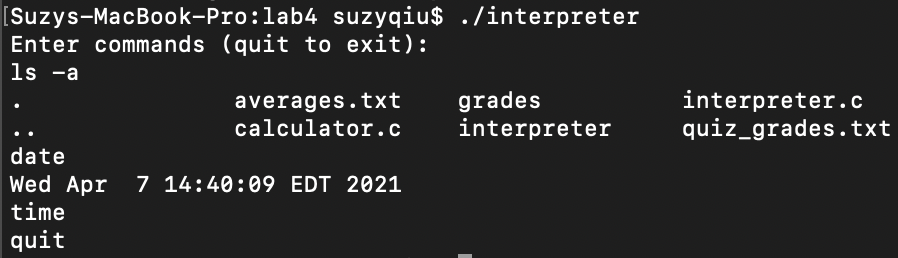 [Suzys-MacBook-Pro:lab4 suzyqiu$ ./interpreter
Enter commands (quit to exit):
ls -a
.                averages.txt    grades          interpreter.c
..               calculator.c    interpreter     quiz_grades.txt
date
Wed Apr  7 14:40:09 EDT 2021
time
quit